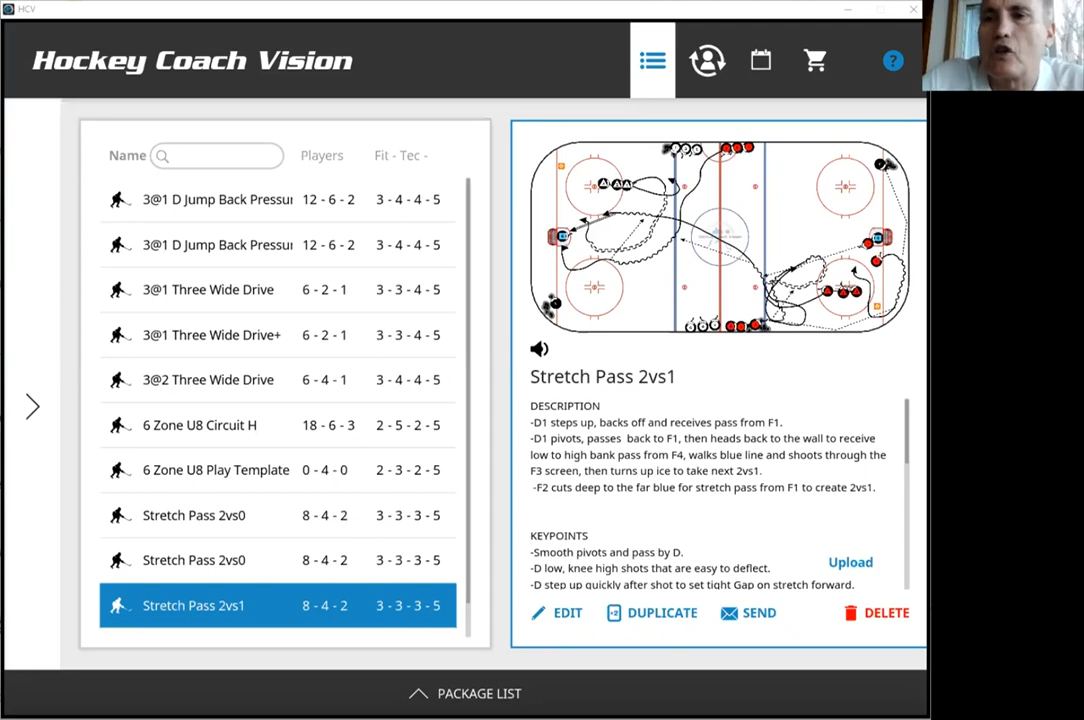 HCV
Hockey Coach Vision
?
Name Players Fit - Tec -
3@1 D Jump Back Pressur 12 - 6 - 2 3 - 4 - 4 - 5
3@1 D Jump Back Pressur 12 - 6 - 2 3 - 4 - 4 - 5
3@1 Three Wide Drive 6 - 2 - 1 3 - 3 - 4 - 5
3@1 Three Wide Drive+ 6 - 2 - 1 3 - 3 - 4 - 5
3@2 Three Wide Drive 6 - 4 - 1 3 - 4 - 4 - 5
6 Zone U8 Circuit H 18 - 6 - 3 2 - 5 - 2 - 5
6 Zone U8 Play Template 0 - 4 - 0 2 - 3 - 2 - 5
Stretch Pass 2vs0 8 - 4 - 2 3 - 3 - 3 - 5
Stretch Pass 2vs0 8 - 4 - 2 3 - 3 - 3 - 5
Stretch Pass 2vs1 8 - 4 - 2 3 - 3 - 3 - 5
Stretch Pass 2vs1
DESCRIPTION
-D1 steps up, backs off and receives pass from F1.
-D1 pivots, passes back to F1, then heads back to the wall to receive
low to high bank pass from F4, walks blue line and shoots through the
F3 screen, then turns up ice to take next 2vs1.
-F2 cuts deep to the far blue for stretch pass from F1 to create 2vs1.
KEYPOINTS
-Smooth pivots and pass by D.
-D low, knee high shots that are easy to deflect.
-D step up quickly after shot to set tight Gap on stretch forward.
Upload
EDIT DUPLICATE SEND DELETE
PACKAGE LIST